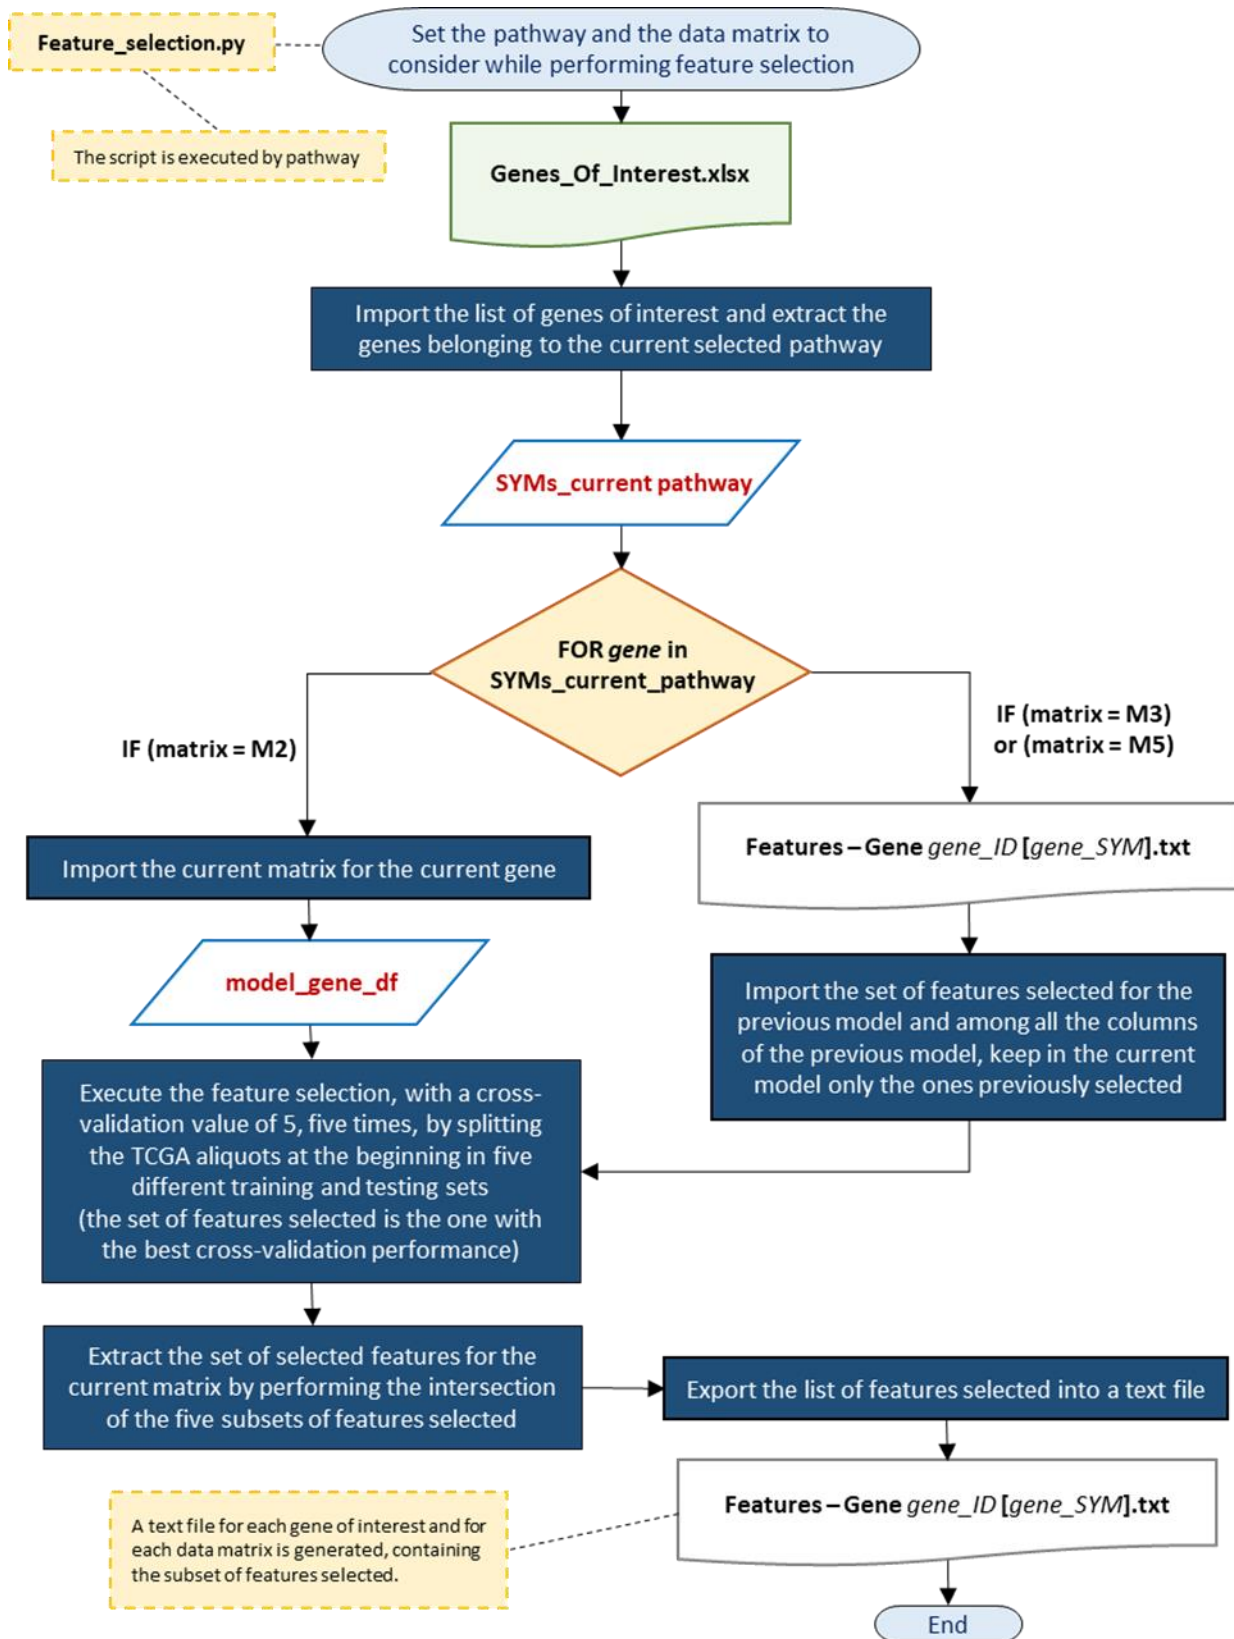 Feature_selection.py
Set the pathway and the data matrix to
consider while performing feature selection
The script is executed by pathway
Genes_Of_Interest.xlsx
Import the list of genes of interest and extract the
genes belonging to the current selected pathway
SYMs_current pathway
FOR gene in
SYMs_current_pathway
IF (matrix = M2)
IF (matrix = M3)
or (matrix = M5)
Import the current matrix for the current gene
Features – Gene gene_ID [gene_SYM].txt
model_gene_df
Import the set of features selected for the
previous model and among all the columns
of the previous model, keep in the current
model only the ones previously selected
Execute the feature selection, with a cross-
validation value of 5, five times, by splitting
the TCGA aliquots at the beginning in five
different training and testing sets
(the set of features selected is the one with
the best cross-validation performance)
Extract the set of selected features for the
current matrix by performing the intersection
of the five subsets of features selected
Export the list of features selected into a text file
Features – Gene gene_ID [gene_SYM].txt
A text file for each gene of interest and for
each data matrix is generated, containing
the subset of features selected.
End